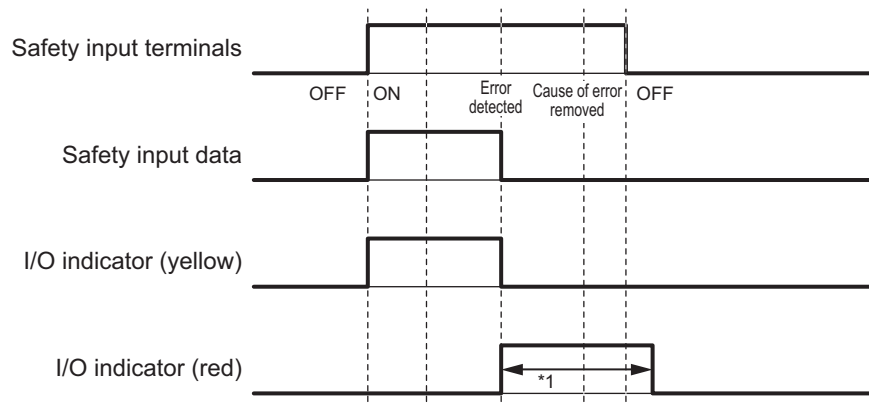 Safety input terminals
OFF
ON
Error
detected
Cause of error
removed
OFF
Safety input data
I/O indicator (yellow)
I/O indicator (red)
*1